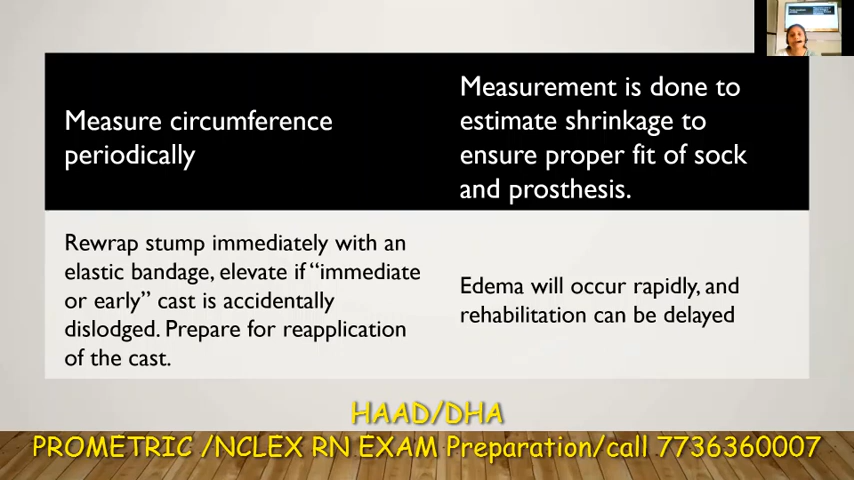 Measure circumference
periodically
Measurement is done to
estimate shrinkage to
ensure proper fit of sock
and prosthesis.
Rewrap stump immediately with an
elastic bandage, elevate if “immediate
or early” cast is accidentally
dislodged. Prepare for reapplication
of the cast.
Edema will occur rapidly, and
rehabilitation can be delayed
HAAD/DHA
PROMETRIC /NCLEX RN EXAM Preparation/call 7736360007